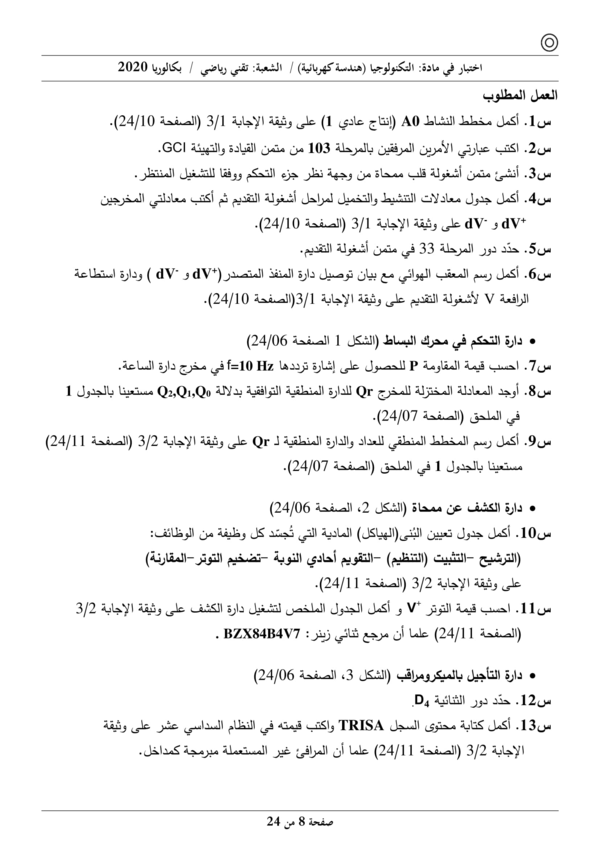 اختبار في مادة: التكنولوجيا (هندسة كهربائية) / الشعبة: تقني رياضي / بكالوريا 2020
العمل المطلوب
س1. أكمل مخطط النشاط A0 (إنتاج عادي 1) على وثيقة الإجابة 3/1 (الصفحة 24/10).
س2. اكتب عبارتي الأمرين المرفقين بالمرحلة 103 من متمن القيادة والتهيئة GCI.
س3. أنشئ متمن أشغولة قلب ممحاة من وجهة نظر جزء التحكم ووفقا للتشغيل المنتظر.
س4. أكمل جدول معادلات التنشيط والتخميل لمراحل أشغولة التقديم ثم أكتب معادلتي المخرجين
dV+ و dV- على وثيقة الإجابة 3/1 (الصفحة 24/10).
س5. حدّد دور المرحلة 33 في متمن أشغولة التقديم.
س6. أكمل رسم المعقب الهوائي مع بيان توصيل دارة المنفذ المتصدر(dV+ و dV- ) ودارة استطاعة
الرافعة V لأشغولة التقديم على وثيقة الإجابة 3/1(الصفحة 24/10).
• دارة التحكم في محرك البساط (الشكل 1 الصفحة 24/06)
س7. احسب قيمة المقاومة P للحصول على إشارة ترددها f=10 Hz في مخرج دارة الساعة.
س8. أوجد المعادلة المختزلة للمخرج Qr للدارة المنطقية التوافقية بدلالة Q2,Q1,Q0 مستعينا بالجدول 1
في الملحق (الصفحة 24/07).
س9. أكمل رسم المخطط المنطقي للعداد والدارة المنطقية لـ Qr على وثيقة الإجابة 3/2 (الصفحة 24/11)
مستعينا بالجدول 1 في الملحق (الصفحة 24/07).
• دارة الكشف عن ممحاة (الشكل 2، الصفحة 24/06)
س10. أكمل جدول تعيين البُنى(الهياكل) المادية التي تُجسّد كل وظيفة من الوظائف:
(الترشيح -التثبيت (التنظيم) -التقويم أحادي النوبة -تضخيم التوتر-المقارنة)
على وثيقة الإجابة 3/2 (الصفحة 24/11).
س11. احسب قيمة التوتر V+ و أكمل الجدول الملخص لتشغيل دارة الكشف على وثيقة الإجابة 3/2
(الصفحة 24/11) علما أن مرجع ثنائي زينر: BZX84B4V7 .
• دارة التأجيل بالميكرومراقب (الشكل 3، الصفحة 24/06)
س12. حدّد دور الثنائية D4.
س13. أكمل كتابة محتوى السجل TRISA واكتب قيمته في النظام السداسي عشر على وثيقة
الإجابة 3/2 (الصفحة 24/11) علما أن المرافئ غير المستعملة مبرمجة كمداخل.
صفحة 8 من 24